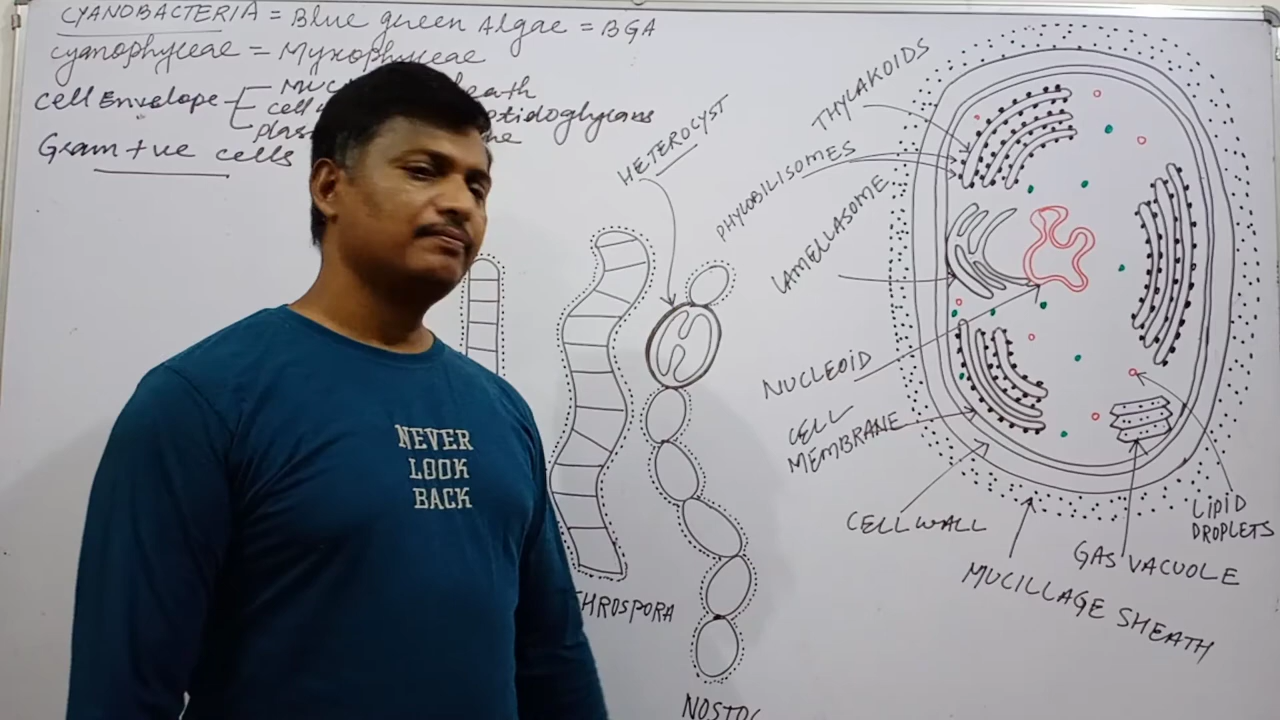 CYANOBACTERIA = Blue green Algae = BGA
Cyanophyceae = Myxophyceae
cell Envelope
cell
Gram +ve cells
HETEROCYST
THYLAKOIDS
PHYCOBILISOMES
LAMELLASOME
NUCLEOID
CELL
MEMBRANE
CELL WALL
MUCILLAGE SHEATH
GAS VACUOLE
LIPID
DROPLETS
NEVER
LOOK
BACK